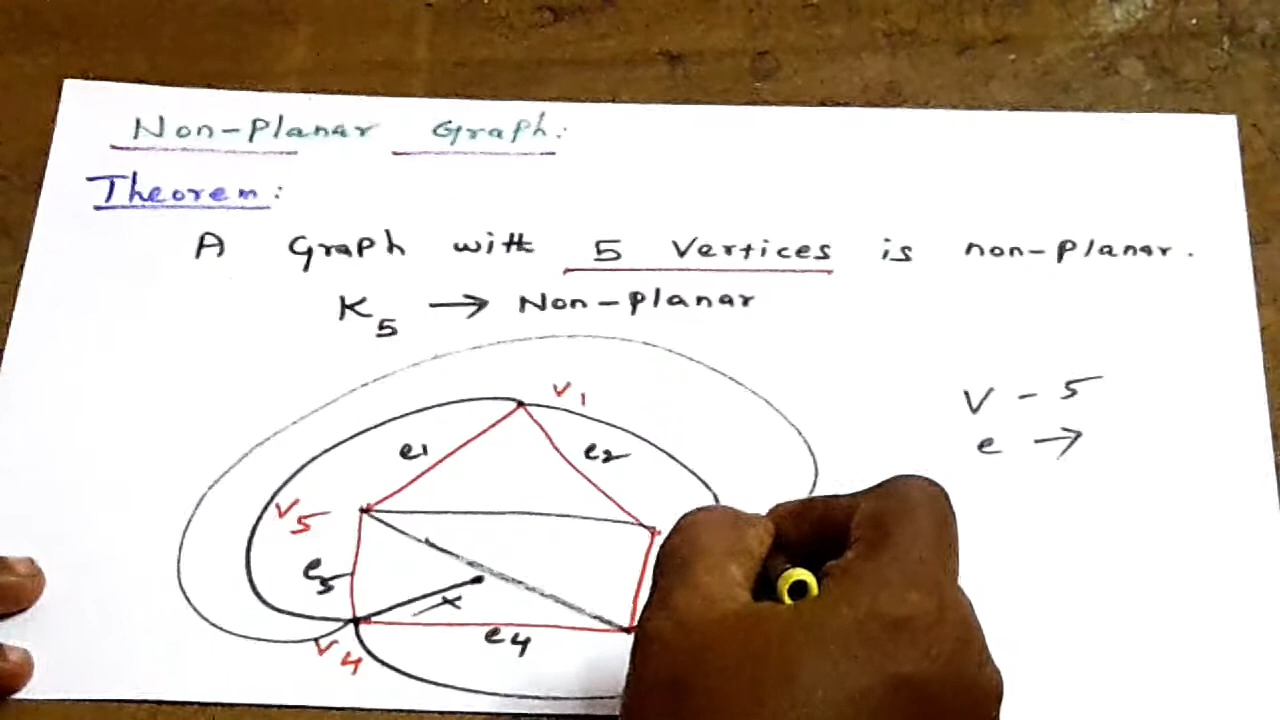 Non-Planar Graph:
Theorem:
A Graph with 5 Vertices is non-Planar.
K5 → Non-Planar
V1
V - 5
e →
e1 e2
V5
e5
x
e4
V4